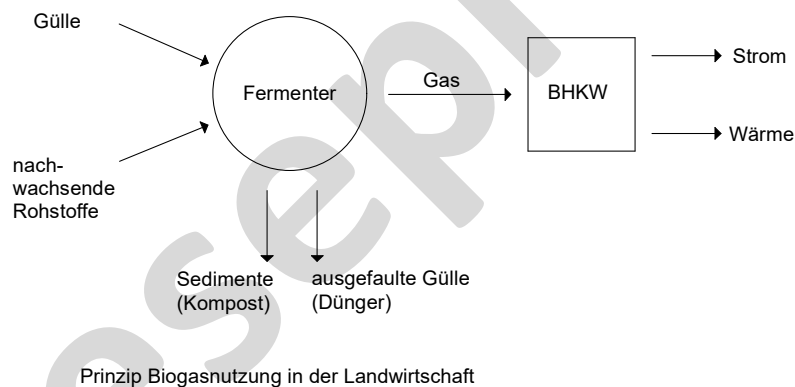 Gülle
Fermenter
Gas
BHKW
Strom
Wärme
nach-
wachsende
Rohstoffe
Sedimente
(Kompost)
ausgefaulte Gülle
(Dünger)
Prinzip Biogasnutzung in der Landwirtschaft